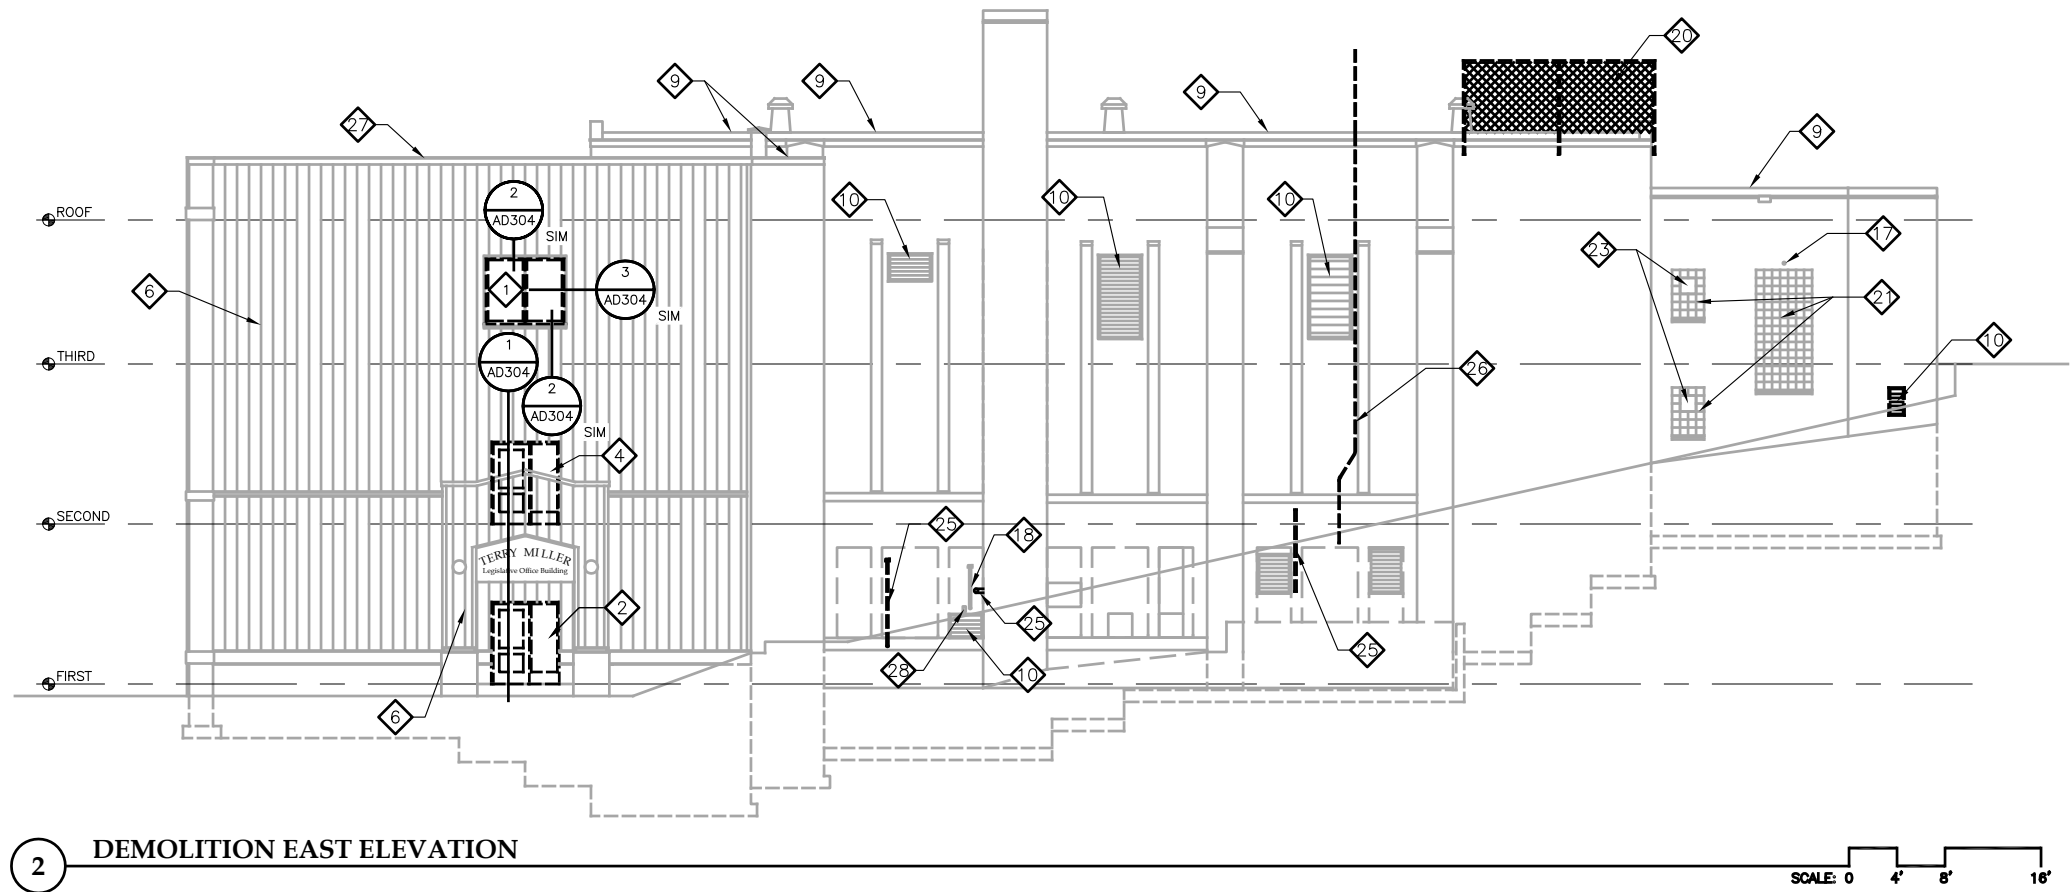 20
9
9
9
27
9
2
AD304
SIM
ROOF
10
10
10
17
23
6
1
3
AD304
SIM
21
1
AD304
THIRD
10
26
2
AD304
SIM
4
SECOND
25
18
TERRY MILLER
Legislative Office Building
2
25
25
FIRST
28
10
6
2
DEMOLITION EAST ELEVATION
SCALE: 0 4' 8' 16'